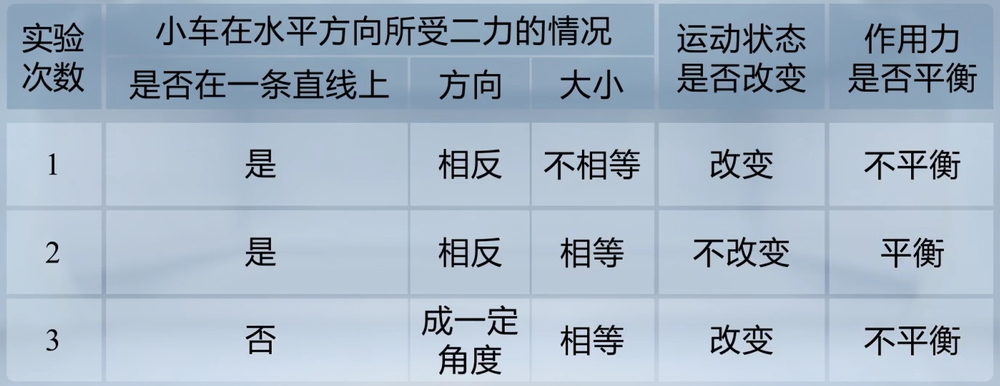 实验次数 小车在水平方向所受二力的情况 运动状态是否改变 作用力是否平衡
是否在一条直线上 方向 大小
1 是 相反 不相等 改变 不平衡
2 是 相反 相等 不改变 平衡
3 否 成一定角度 相等 改变 不平衡